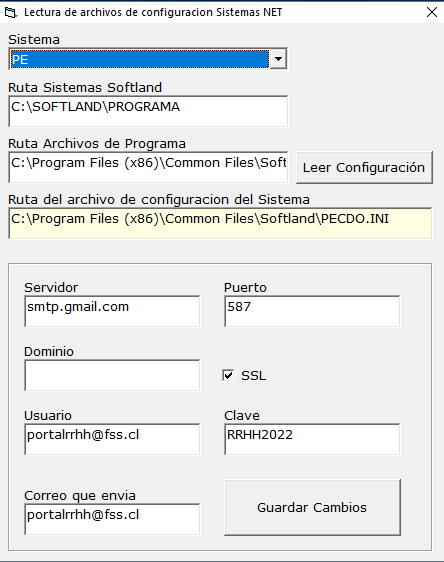 Lectura de archivos de configuracion Sistemas NET
Sistema
PE
Ruta Sistemas Softland
C:\SOFTLAND\PROGRAMA
Ruta Archivos de Programa
C:\Program Files (x86)\Common Files\Soft
Leer Configuración
Ruta del archivo de configuracion del Sistema
C:\Program Files (x86)\Common Files\Softland\PECDO.INI
Servidor
Puerto
smtp.gmail.com
587
Dominio
SSL
Usuario
Clave
portalrrhh@fss.cl
RRHH2022
Correo que envia
portalrrhh@fss.cl
Guardar Cambios